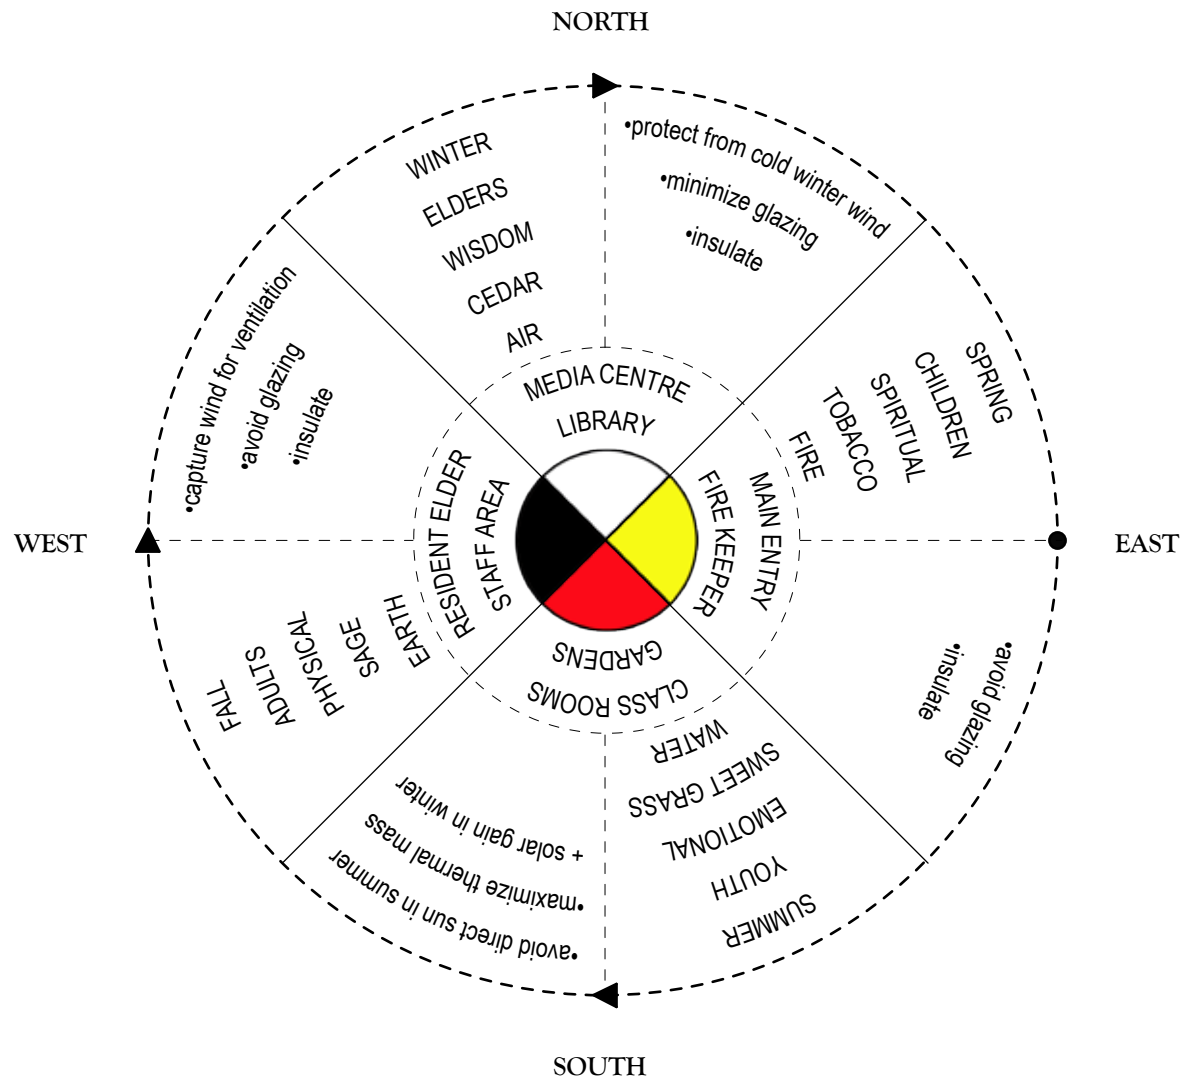 NORTH
WINTER
ELDERS
WISDOM
CEDAR
AIR
•protect from cold winter wind
•minimize glazing
•insulate
MEDIA CENTRE
LIBRARY
EAST
SPRING
CHILDREN
SPIRITUAL
TOBACCO
FIRE
MAIN ENTRY
FIRE KEEPER
•avoid glazing
•insulate
SOUTH
SUMMER
YOUTH
EMOTIONAL
SWEET GRASS
WATER
CLASS ROOMS
GARDENS
•avoid direct sun in summer
•maximize thermal mass
+ solar gain in winter
WEST
FALL
ADULTS
PHYSICAL
SAGE
EARTH
RESIDENT ELDER
STAFF AREA
•capture wind for ventilation
•avoid glazing
•insulate